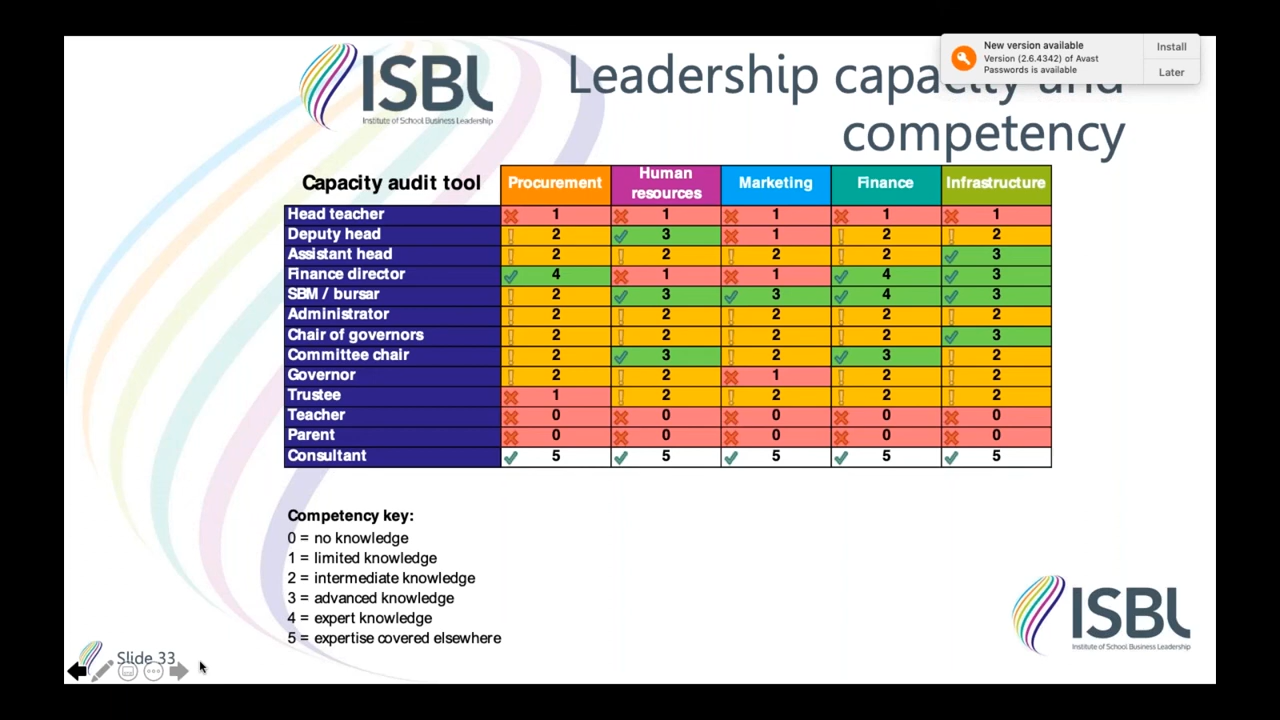 ISBL
Institute of School Business Leadership
New version available
Version (2.6.4342) of Avast
Passwords is available
Install
Later
Leadership capacity and
competency
Capacity audit tool Procurement Human resources Marketing Finance Infrastructure
Head teacher 1 1 1 1 1
Deputy head 2 3 1 2 2
Assistant head 2 2 2 2 3
Finance director 4 1 1 4 3
SBM / bursar 2 3 3 4 3
Administrator 2 2 2 2 2
Chair of governors 2 2 2 2 3
Committee chair 2 3 2 3 2
Governor 2 2 1 2 2
Trustee 1 2 2 2 2
Teacher 0 0 0 0 0
Parent 0 0 0 0 0
Consultant 5 5 5 5 5
Competency key:
0 = no knowledge
1 = limited knowledge
2 = intermediate knowledge
3 = advanced knowledge
4 = expert knowledge
5 = expertise covered elsewhere
ISBL
Institute of School Business Leadership
Slide 33